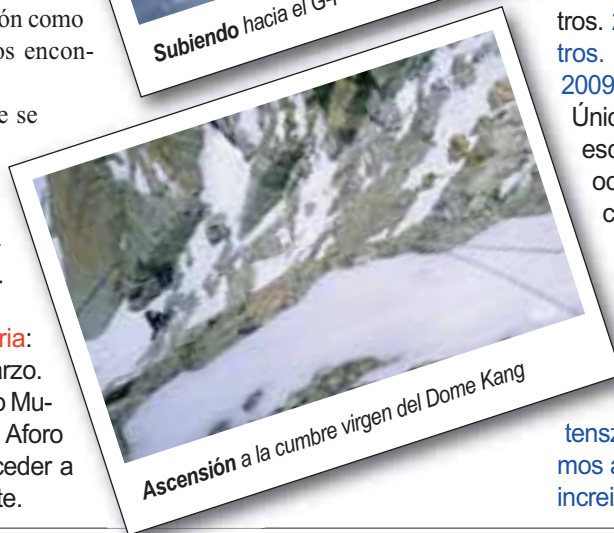 ón como
os encon-
e se
ria:
arzo.
o Mu-
Aforo
ceder a
te.
Subiendo hacia el G-
Ascensión a la cumbre virgen del Dome Kang
tros.
tros.
2009
Únic
esc
oc
c
tensz
mos a
increi